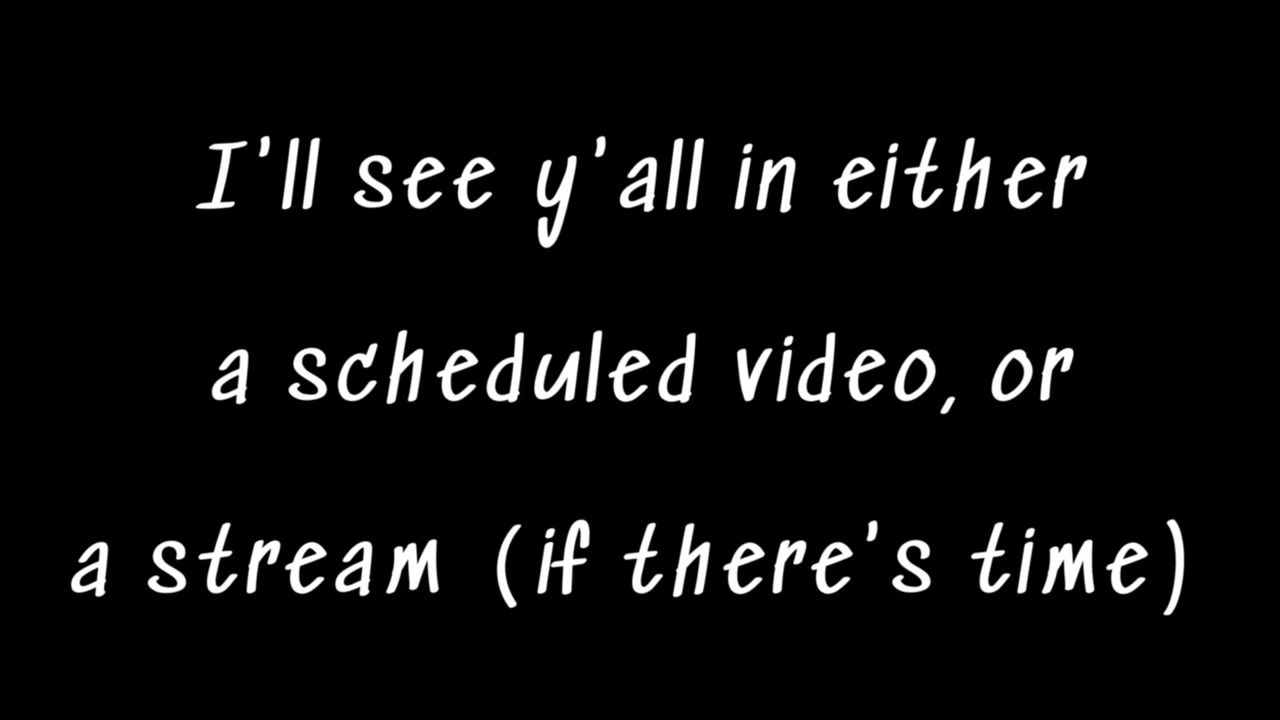 I'll see y'all in either
a scheduled video, or
a stream (if there's time)